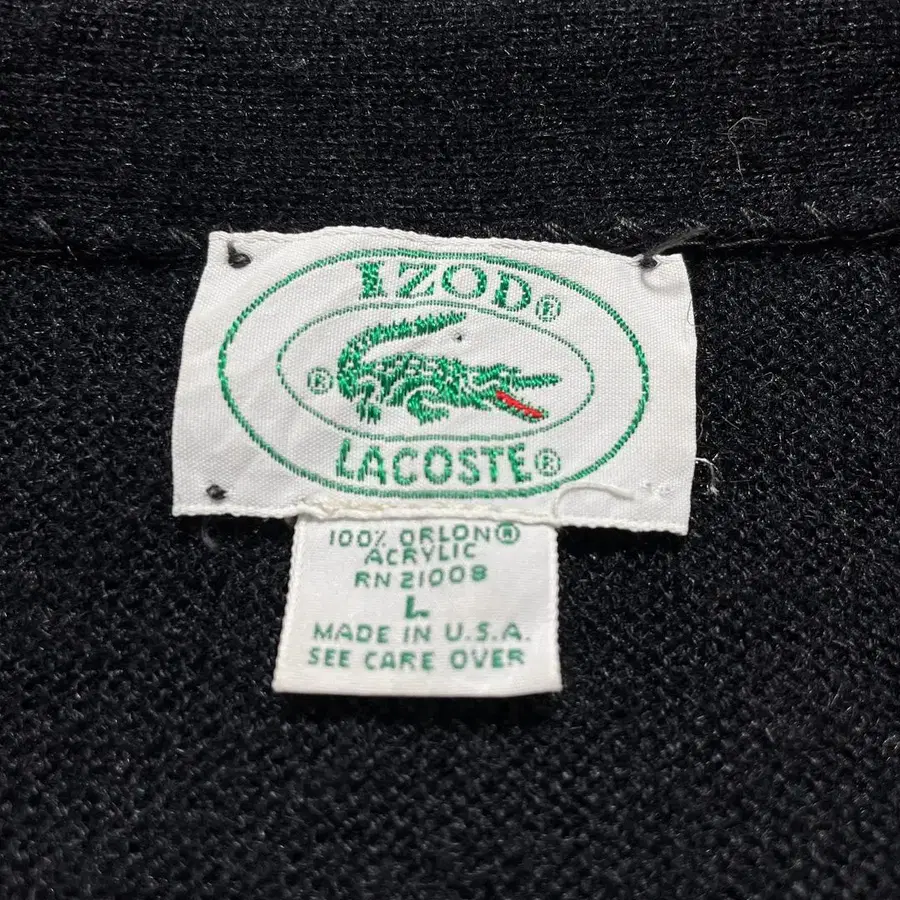 IZOD®
®
LACOSTE®
100% ORLON®
ACRYLIC
RN 21008
L
MADE IN U.S.A.
SEE CARE OVER